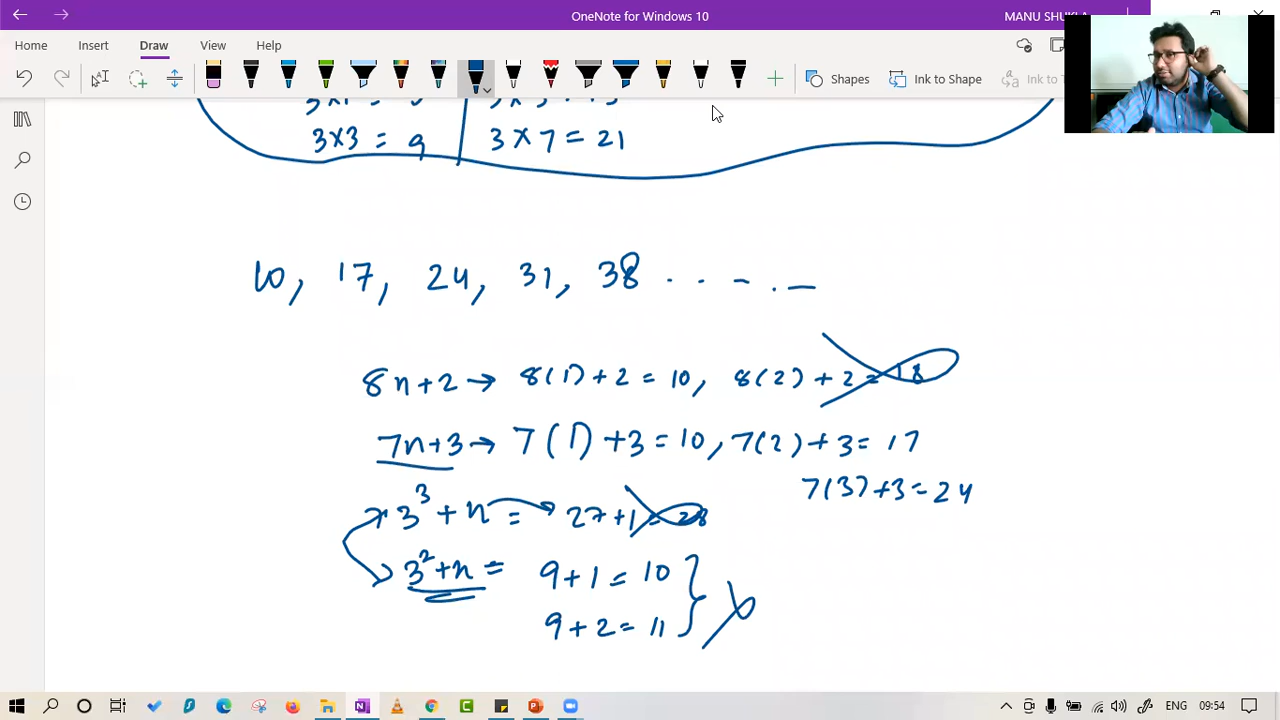 OneNote for Windows 10
MANU SHUKLA
Home Insert Draw View Help
Shapes Ink to Shape Ink to
3×3 = 9 3 × 7 = 21
10, 17, 24, 31, 38 . . - . . _
8n+2 → 8(1)+2 = 10, 8(2) + 2 = 18
7n+3 → 7(1) +3 = 10, 7(2) + 3 = 17
7(3) +3 = 24
3³ + n = 27+1 = 28
3² + n = 9+1 = 10
9+2 = 11
ENG 09:54